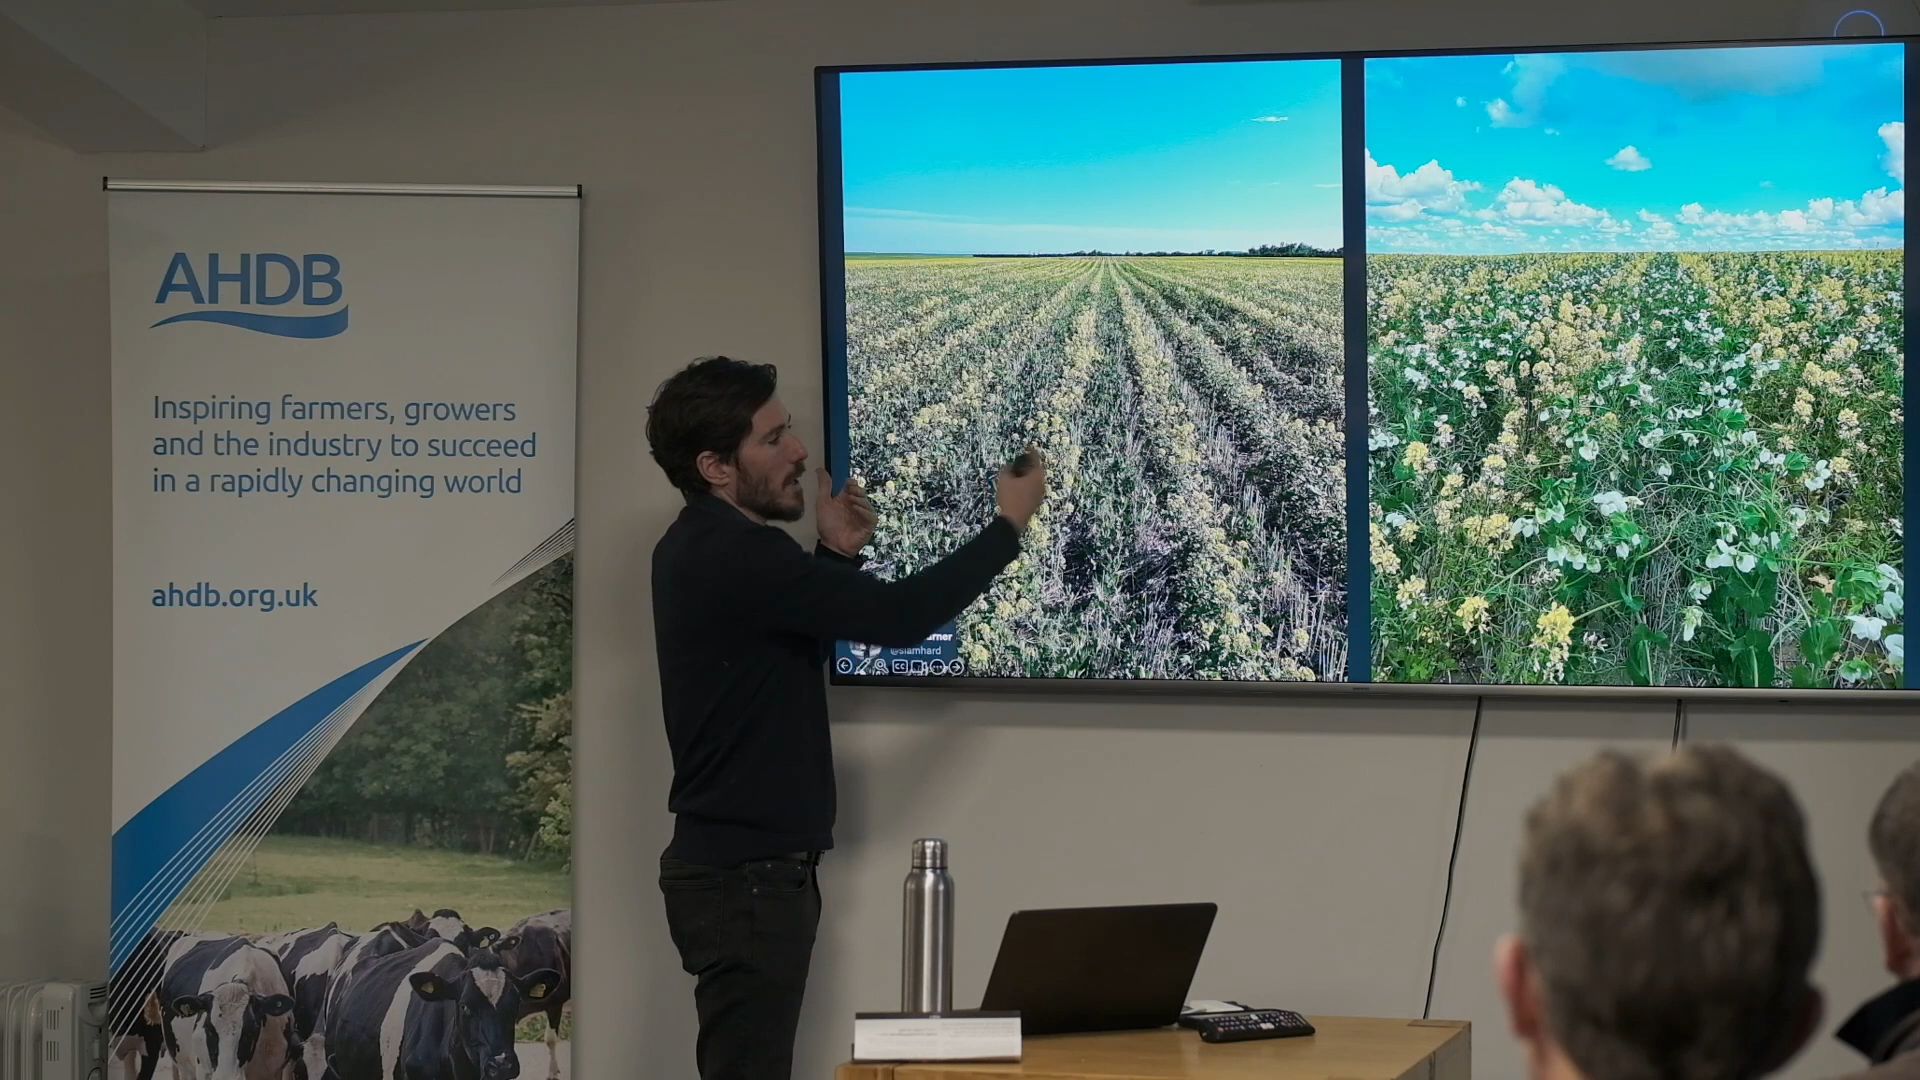 AHDB
Inspiring farmers, growers
and the industry to succeed
in a rapidly changing world
ahdb.org.uk
@siamhard